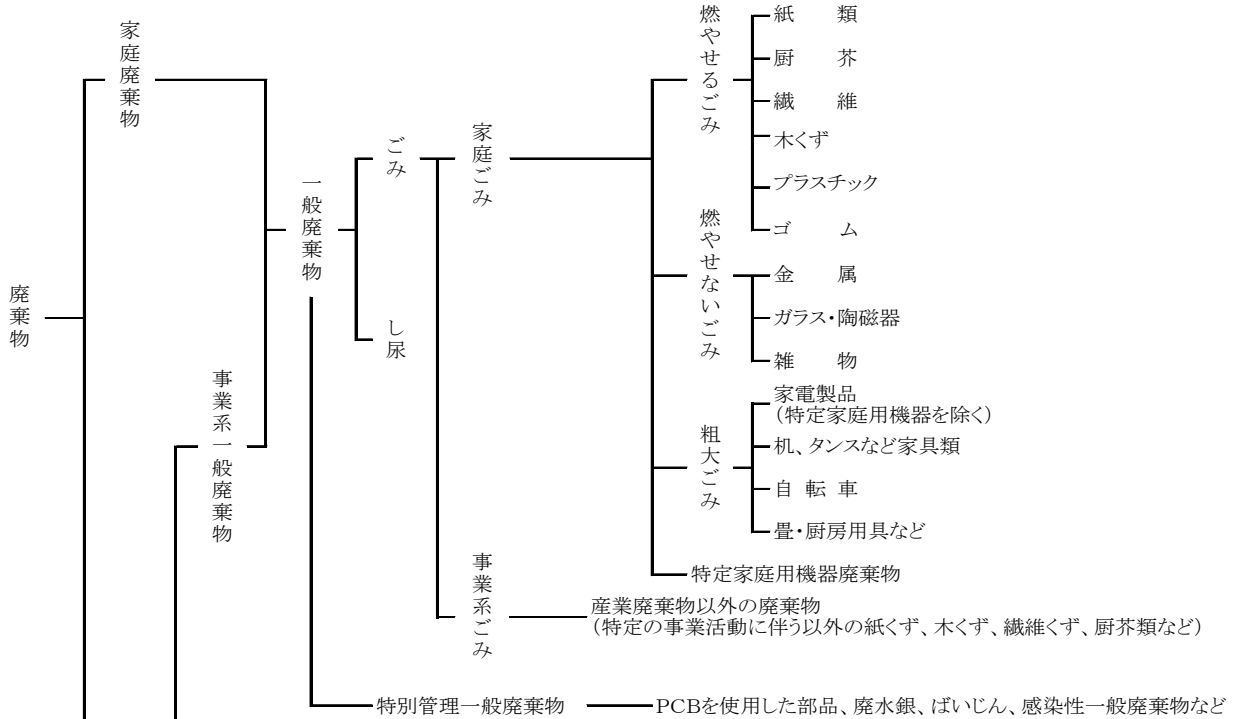 廃棄物
家庭廃棄物
事業系一般廃棄物
一般廃棄物
ごみ
し尿
家庭ごみ
事業系ごみ
燃やせるごみ
紙　類
厨　芥
繊　維
木くず
プラスチック
ゴ　ム
燃やせないごみ
金　属
ガラス・陶磁器
雑　物
粗大ごみ
家電製品
（特定家庭用機器を除く）
机、タンスなど家具類
自 転 車
畳・厨房用具など
特定家庭用機器廃棄物
産業廃棄物以外の廃棄物
（特定の事業活動に伴う以外の紙くず、木くず、繊維くず、厨芥類など）
特別管理一般廃棄物
PCBを使用した部品、廃水銀、ばいじん、感染性一般廃棄物など